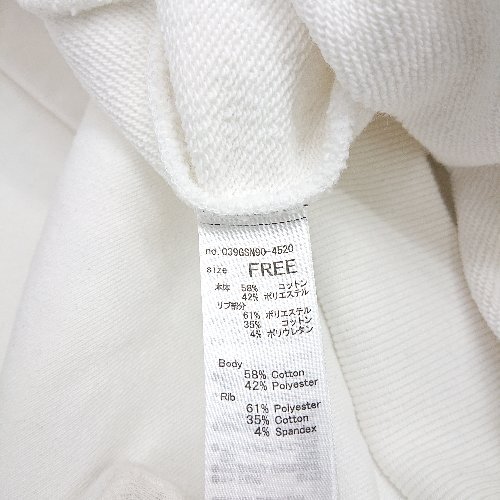 no.039GSN90-4520
size FREE
本体 58% コットン
42% ポリエステル
リブ部分
61% ポリエステル
35% コットン
4% ポリウレタン
Body
58% Cotton
42% Polyester
Rib
61% Polyester
35% Cotton
4% Spandex